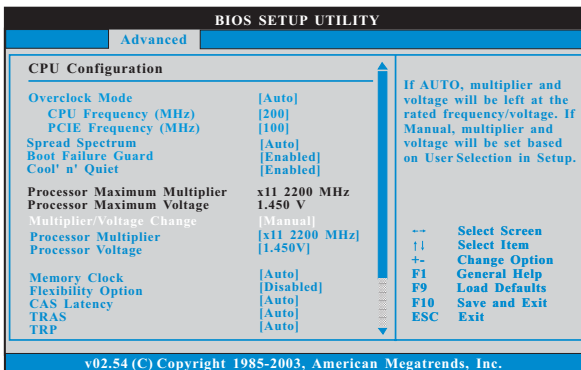 BIOS SETUP UTILITY
Advanced
CPU Configuration
Overclock Mode [Auto]
CPU Frequency (MHz) [200]
PCIE Frequency (MHz) [100]
Spread Spectrum [Auto]
Boot Failure Guard [Enabled]
Cool' n' Quiet [Enabled]
Processor Maximum Multiplier x11 2200 MHz
Processor Maximum Voltage 1.450 V
Multiplier/Voltage Change [Manual]
Processor Multiplier [x11 2200 MHz]
Processor Voltage [1.450V]
Memory Clock [Auto]
Flexibility Option [Disabled]
CAS Latency [Auto]
TRAS [Auto]
TRP [Auto]
If AUTO, multiplier and
voltage will be left at the
rated frequency/voltage. If
Manual, multiplier and
voltage will be set based
on User Selection in Setup.
←→ Select Screen
↑↓ Select Item
+- Change Option
F1 General Help
F9 Load Defaults
F10 Save and Exit
ESC Exit
v02.54 (C) Copyright 1985-2003, American Megatrends, Inc.